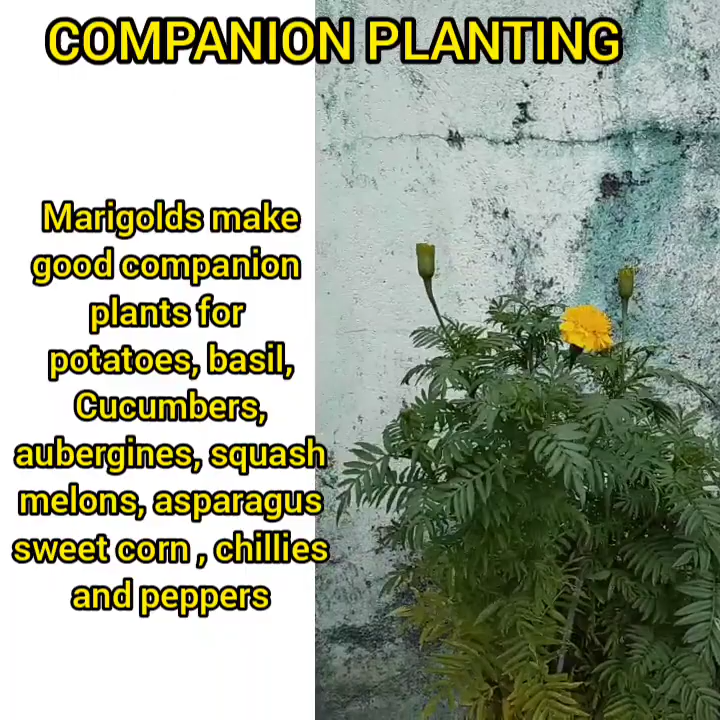 COMPANION PLANTING
Marigolds make
good companion
plants for
potatoes, basil,
Cucumbers,
aubergines, squash
melons, asparagus
sweet corn , chillies
and peppers